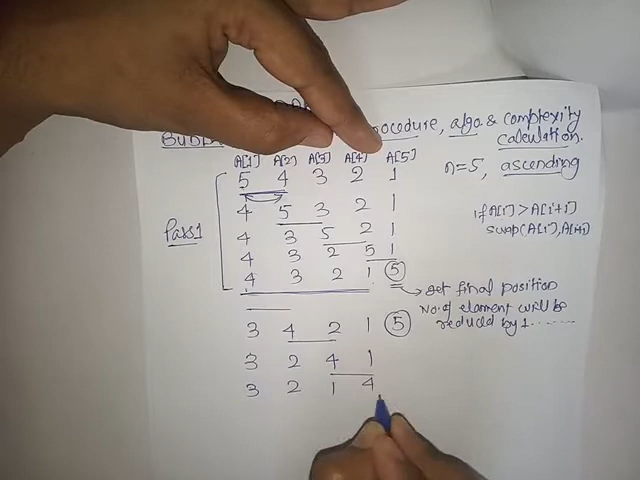 Procedure, algo. & complexity
calculation.
A[1] A[2] A[3] A[4] A[5]
n=5, ascending
5 4 3 2 1
4 5 3 2 1
if A[i] > A[i+1]
swap(A[i], A[i+1])
Pass1
4 3 5 2 1
4 3 2 5 1
4 3 2 1 5
→ Get final position
No. of element will be
reduced by 1 ........
3 4 2 1 5
3 2 4 1
3 2 1 4